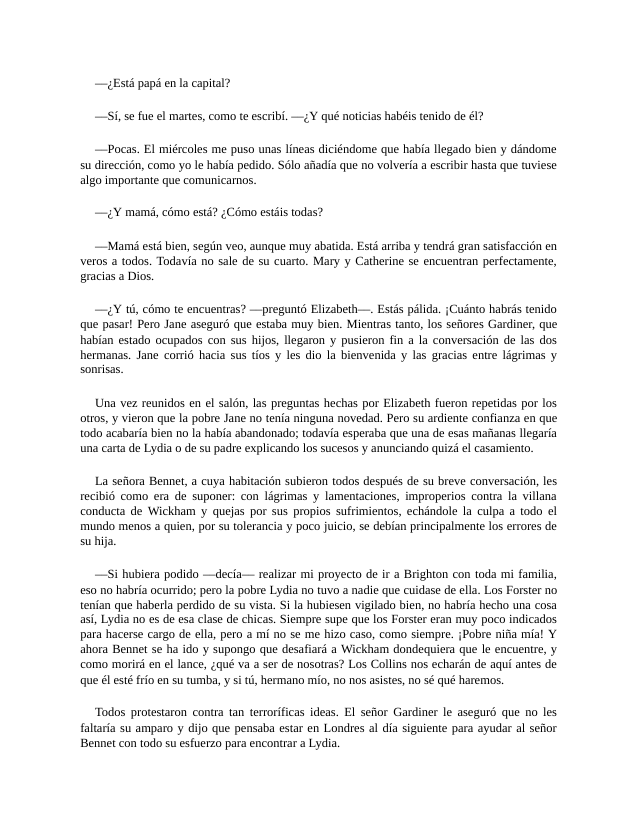 —¿Está papá en la capital?
—Sí, se fue el martes, como te escribí. —¿Y qué noticias habéis tenido de él?
—Pocas. El miércoles me puso unas líneas diciéndome que había llegado bien y dándome
su dirección, como yo le había pedido. Sólo añadía que no volvería a escribir hasta que tuviese
algo importante que comunicarnos.
—¿Y mamá, cómo está? ¿Cómo estáis todas?
—Mamá está bien, según veo, aunque muy abatida. Está arriba y tendrá gran satisfacción en
veros a todos. Todavía no sale de su cuarto. Mary y Catherine se encuentran perfectamente,
gracias a Dios.
—¿Y tú, cómo te encuentras? —preguntó Elizabeth—. Estás pálida. ¡Cuánto habrás tenido
que pasar! Pero Jane aseguró que estaba muy bien. Mientras tanto, los señores Gardiner, que
habían estado ocupados con sus hijos, llegaron y pusieron fin a la conversación de las dos
hermanas. Jane corrió hacia sus tíos y les dio la bienvenida y las gracias entre lágrimas y
sonrisas.
Una vez reunidos en el salón, las preguntas hechas por Elizabeth fueron repetidas por los
otros, y vieron que la pobre Jane no tenía ninguna novedad. Pero su ardiente confianza en que
todo acabaría bien no la había abandonado; todavía esperaba que una de esas mañanas llegaría
una carta de Lydia o de su padre explicando los sucesos y anunciando quizá el casamiento.
La señora Bennet, a cuya habitación subieron todos después de su breve conversación, les
recibió como era de suponer: con lágrimas y lamentaciones, improperios contra la villana
conducta de Wickham y quejas por sus propios sufrimientos, echándole la culpa a todo el
mundo menos a quien, por su tolerancia y poco juicio, se debían principalmente los errores de
su hija.
—Si hubiera podido —decía— realizar mi proyecto de ir a Brighton con toda mi familia,
eso no habría ocurrido; pero la pobre Lydia no tuvo a nadie que cuidase de ella. Los Forster no
tenían que haberla perdido de su vista. Si la hubiesen vigilado bien, no habría hecho una cosa
así, Lydia no es de esa clase de chicas. Siempre supe que los Forster eran muy poco indicados
para hacerse cargo de ella, pero a mí no se me hizo caso, como siempre. ¡Pobre niña mía! Y
ahora Bennet se ha ido y supongo que desafiará a Wickham dondequiera que le encuentre, y
como morirá en el lance, ¿qué va a ser de nosotras? Los Collins nos echarán de aquí antes de
que él esté frío en su tumba, y si tú, hermano mío, no nos asistes, no sé qué haremos.
Todos protestaron contra tan terroríficas ideas. El señor Gardiner le aseguró que no les
faltaría su amparo y dijo que pensaba estar en Londres al día siguiente para ayudar al señor
Bennet con todo su esfuerzo para encontrar a Lydia.